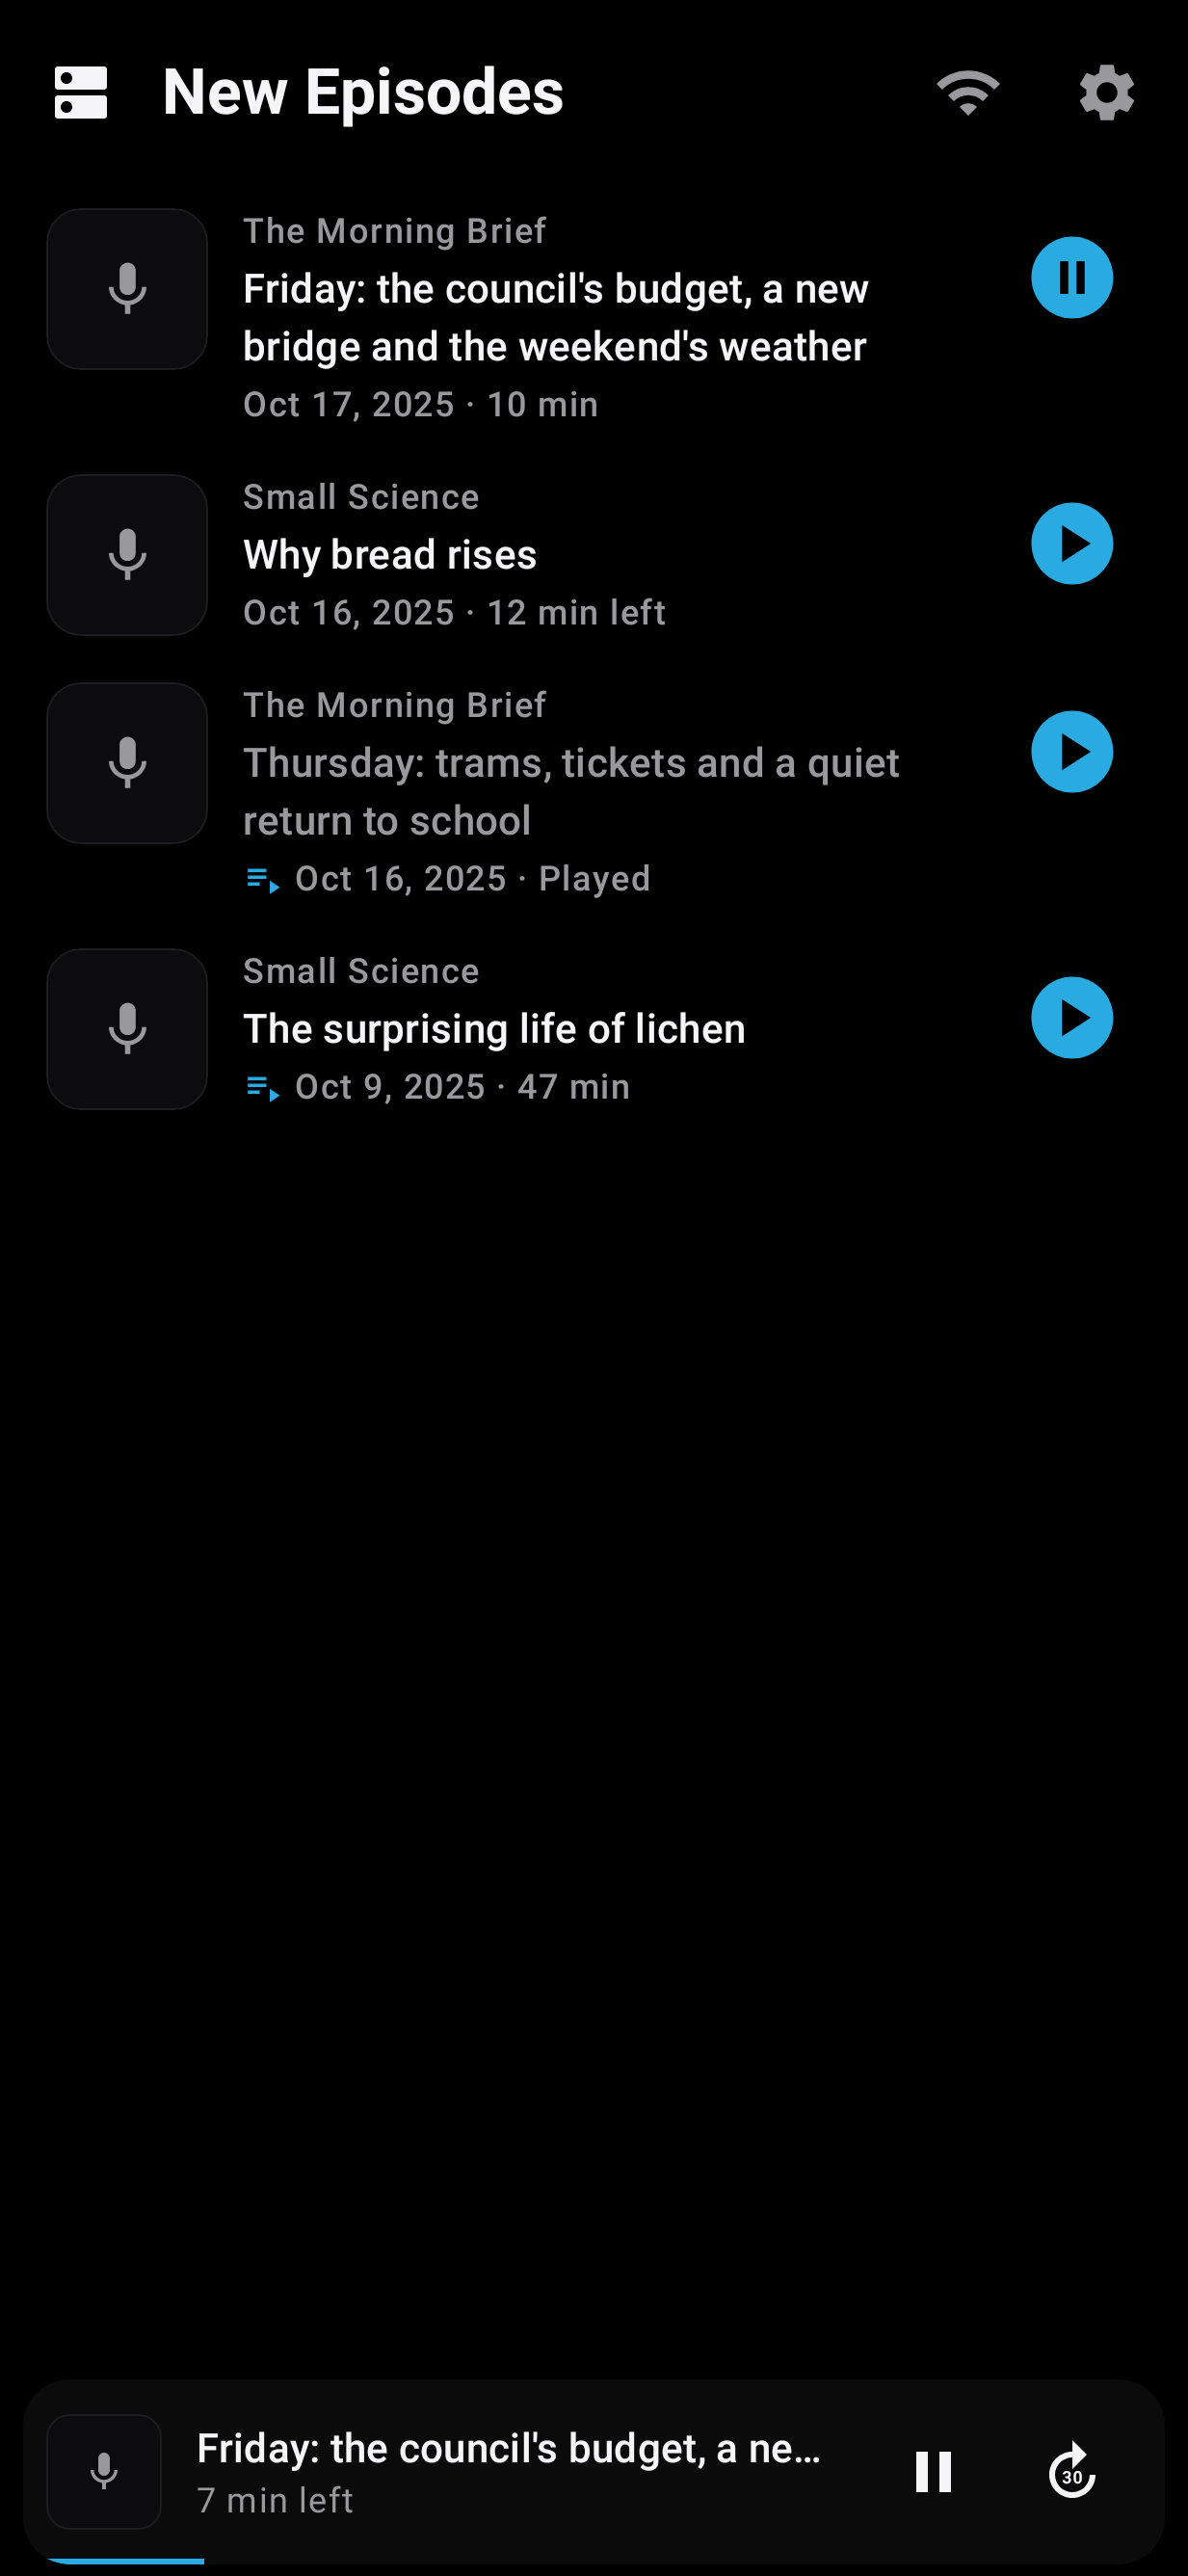 New Episodes
The Morning Brief
Friday: the council's budget, a new
bridge and the weekend's weather
Oct 17, 2025 · 10 min
Small Science
Why bread rises
Oct 16, 2025 · 12 min left
The Morning Brief
Thursday: trams, tickets and a quiet
return to school
Oct 16, 2025 · Played
Small Science
The surprising life of lichen
Oct 9, 2025 · 47 min
Friday: the council's budget, a ne…
7 min left
30